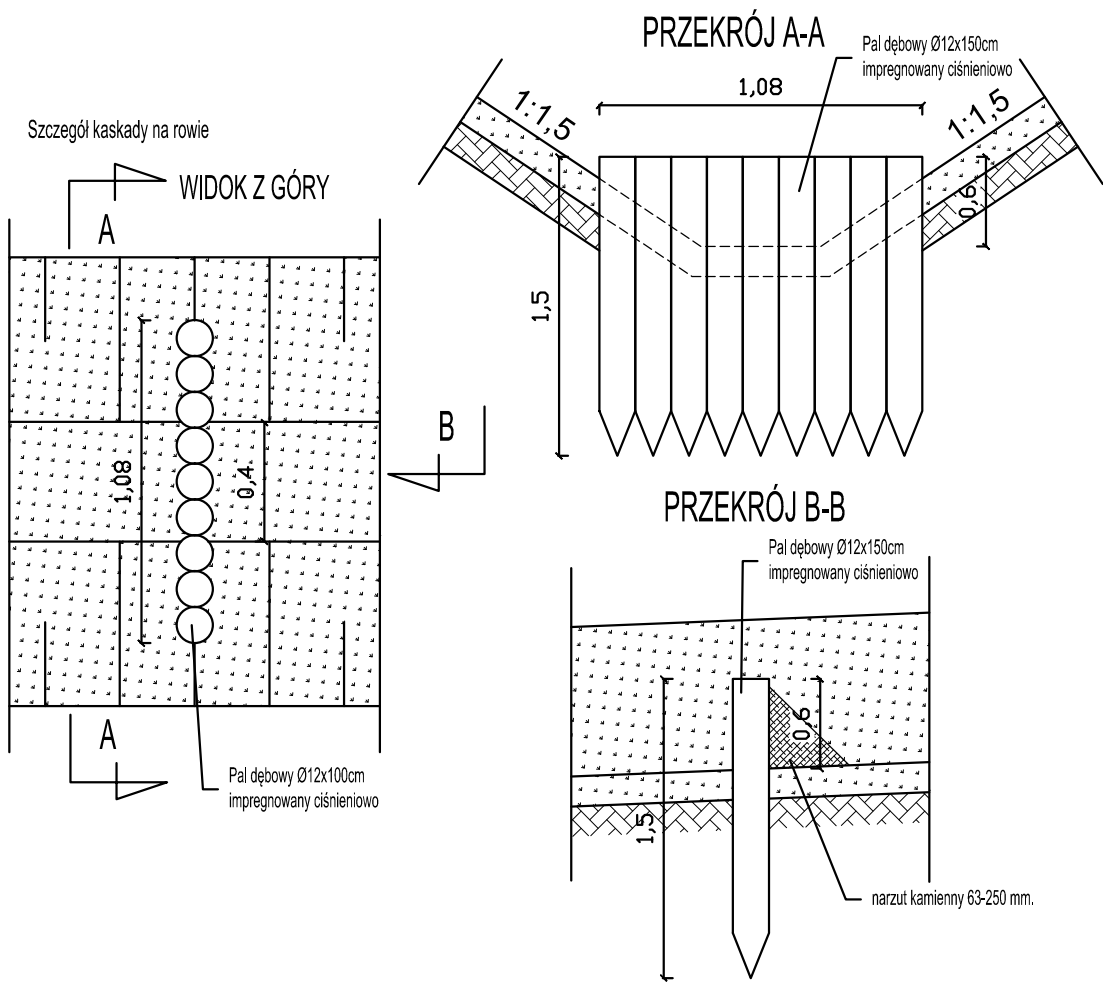 Szczegół kaskady na rowie
WIDOK Z GÓRY
A
1,08
0,4
B
A
Pal dębowy Ø12x100cm
impregnowany ciśnieniowo
PRZEKRÓJ A-A
Pal dębowy Ø12x150cm
impregnowany ciśnieniowo
1,08
1:1,5
1:1,5
0,6
1,5
PRZEKRÓJ B-B
Pal dębowy Ø12x150cm
impregnowany ciśnieniowo
0,6
1,5
narzut kamienny 63-250 mm.